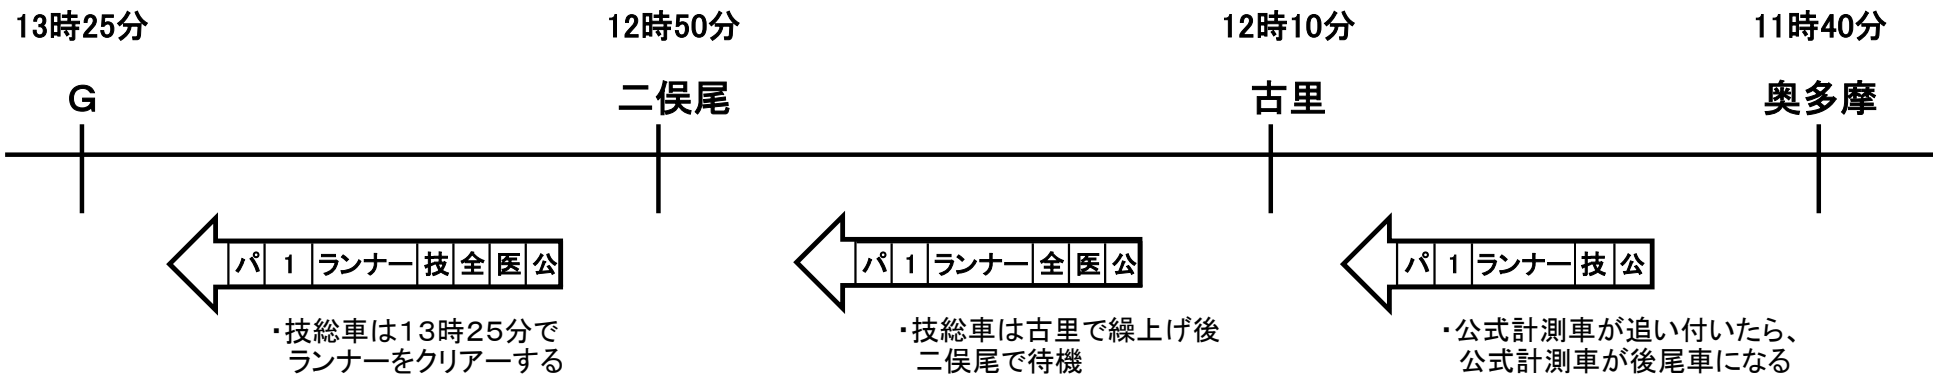 13時25分
12時50分
12時10分
11時40分
G
二俣尾
古里
奥多摩
パ 1 ランナー 技 全 医 公
パ 1 ランナー 全 医 公
パ 1 ランナー 技 公
・技総車は13時25分で
ランナーをクリアーする
・技総車は古里で繰上げ後
二俣尾で待機
・公式計測車が追い付いたら、
公式計測車が後尾車になる